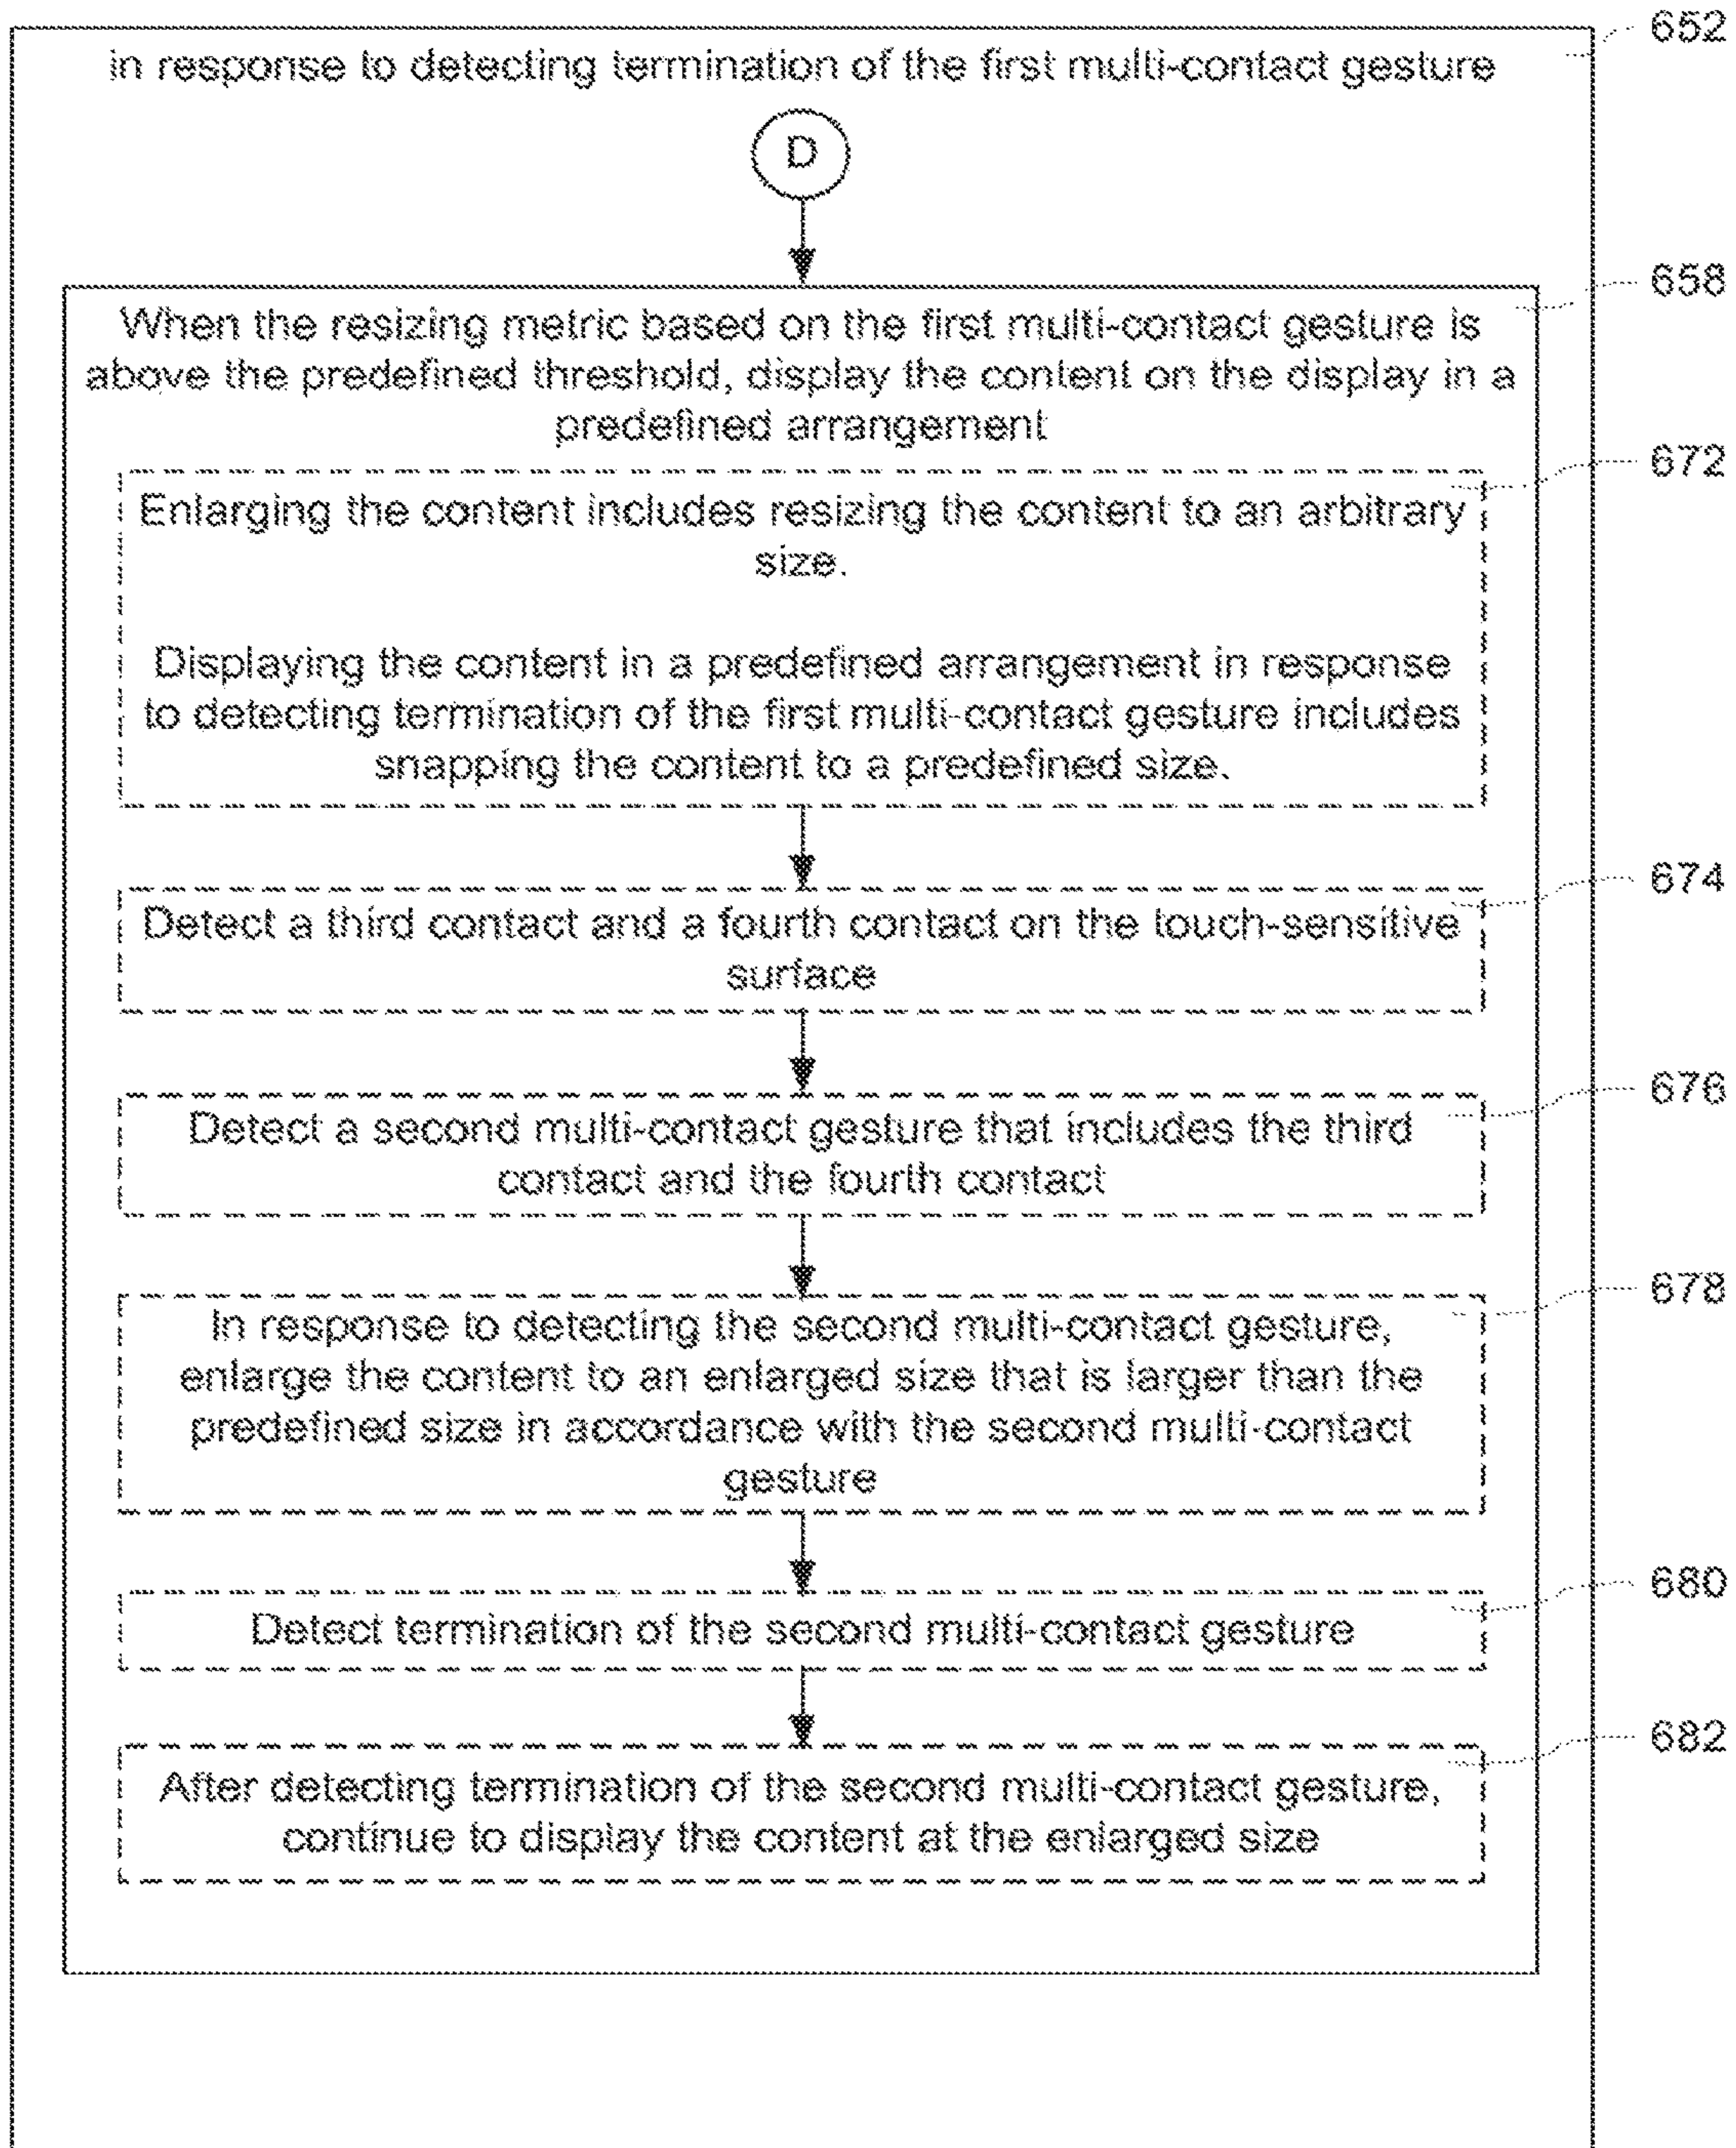 652
in response to detecting termination of the first multi-contact gesture
D
658
When the resizing metric based on the first multi-contact gesture is
above the predefined threshold, display the content on the display in a
predefined arrangement
672
Enlarging the content includes resizing the content to an arbitrary
size.
Displaying the content in a predefined arrangement in response
to detecting termination of the first multi-contact gesture includes
snapping the content to a predefined size.
674
Detect a third contact and a fourth contact on the touch-sensitive
surface
676
Detect a second multi-contact gesture that includes the third
contact and the fourth contact
678
In response to detecting the second multi-contact gesture,
enlarge the content to an enlarged size that is larger than the
predefined size in accordance with the second multi-contact
gesture
680
Detect termination of the second multi-contact gesture
682
After detecting termination of the second multi-contact gesture,
continue to display the content at the enlarged size